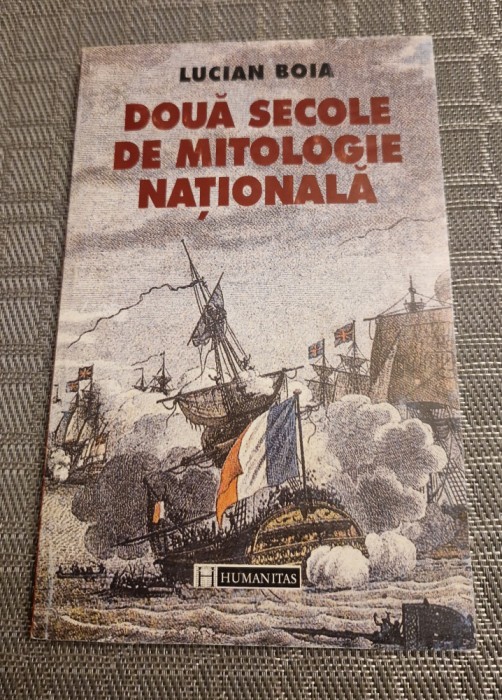 LUCIAN BOIA
DOUĂ SECOLE
DE MITOLOGIE
NAȚIONALĂ
H HUMANITAS